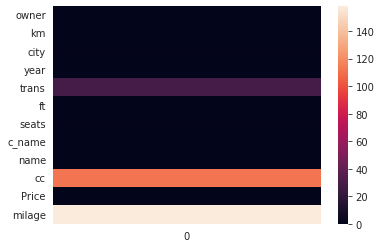 owner
km
city
year
trans
ft
seats
c_name
name
cc
Price
milage
0
140
120
100
80
60
40
20
0